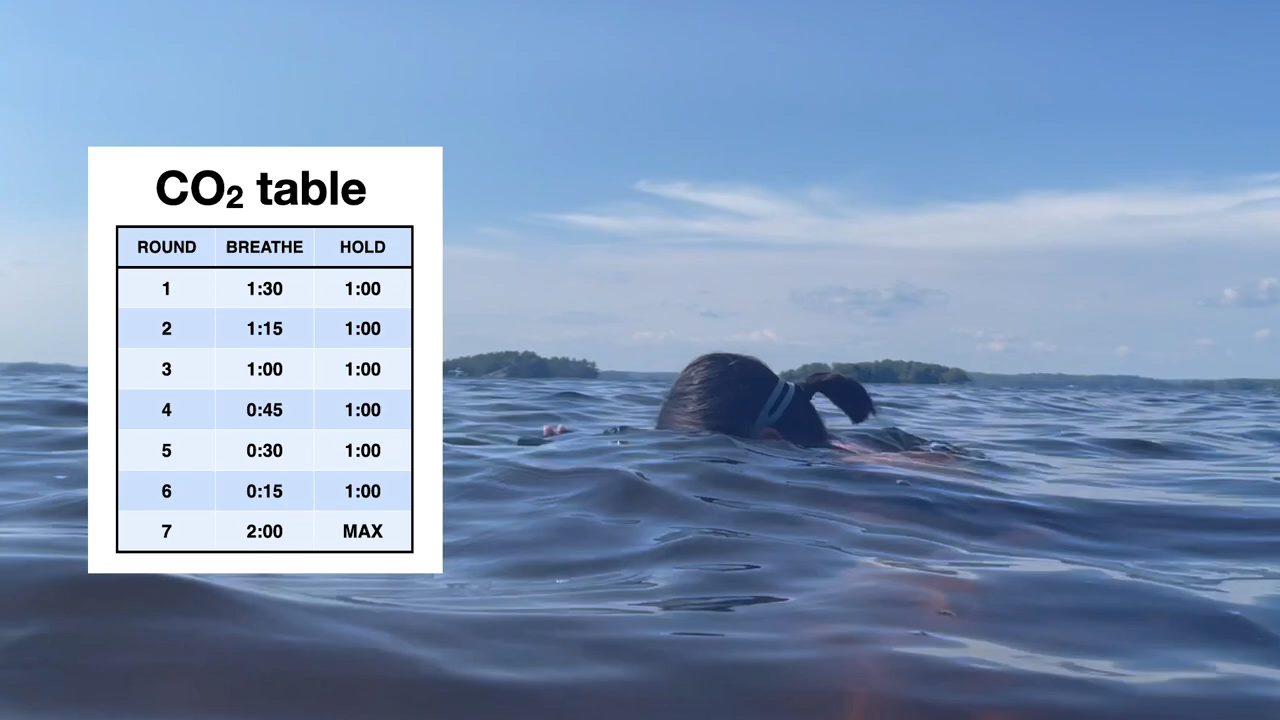 CO₂ table
ROUND BREATHE HOLD
1 1:30 1:00
2 1:15 1:00
3 1:00 1:00
4 0:45 1:00
5 0:30 1:00
6 0:15 1:00
7 2:00 MAX